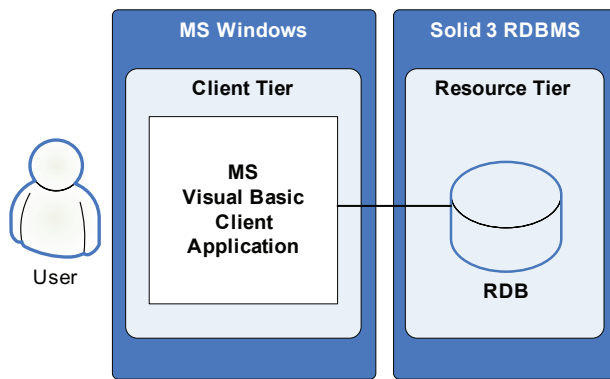 MS Windows
Client Tier
MS
Visual Basic
Client
Application
User
Solid 3 RDBMS
Resource Tier
RDB